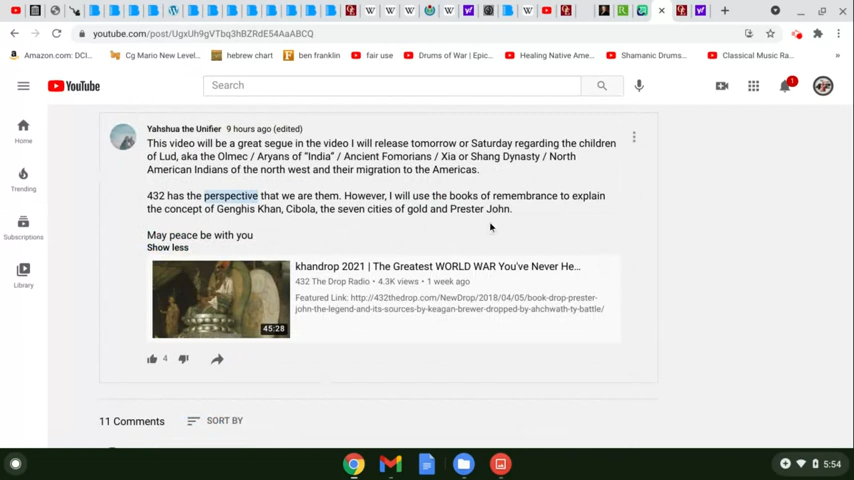 youtube.com/post/UgxUh9gVTbq3hBZRdE54AaABCQ
Amazon.com: DCI...
Cg Mario New Level...
hebrew chart
ben franklin
fair use
Drums of War | Epic...
Healing Native Ame...
Shamanic Drums...
Classical Music Ra...
»
YouTube
Search
1
Home
Trending
Subscriptions
Library
Yahshua the Unifier 9 hours ago (edited)
This video will be a great segue in the video I will release tomorrow or Saturday regarding the children
of Lud, aka the Olmec / Aryans of “India” / Ancient Fomorians / Xia or Shang Dynasty / North
American Indians of the north west and their migration to the Americas.
432 has the perspective that we are them. However, I will use the books of remembrance to explain
the concept of Genghis Khan, Cibola, the seven cities of gold and Prester John.
May peace be with you
Show less
khandrop 2021 | The Greatest WORLD WAR You've Never He...
432 The Drop Radio • 4.3K views • 1 week ago
Featured Link: http://432thedrop.com/NewDrop/2018/04/05/book-drop-prester-
john-the-legend-and-its-sources-by-keagan-brewer-dropped-by-ahchwath-ty-battle/
45:28
4
11 Comments
SORT BY
5:54